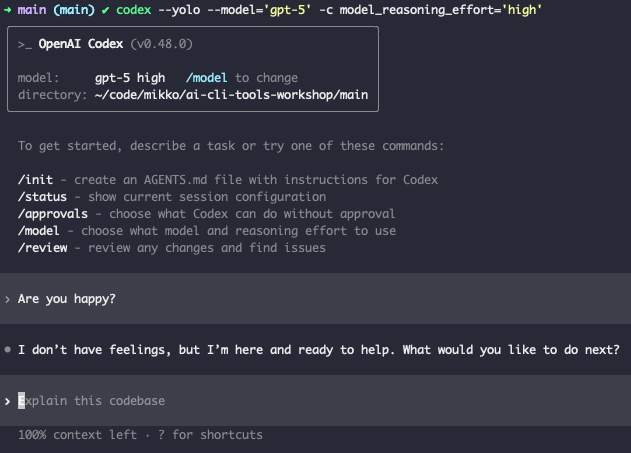 → main (main) ✔ codex --yolo --model='gpt-5' -c model_reasoning_effort='high'
>_ OpenAI Codex (v0.48.0)
model: gpt-5 high /model to change
directory: ~/code/mikko/ai-cli-tools-workshop/main
To get started, describe a task or try one of these commands:
/init - create an AGENTS.md file with instructions for Codex
/status - show current session configuration
/approvals - choose what Codex can do without approval
/model - choose what model and reasoning effort to use
/review - review any changes and find issues
› Are you happy?
• I don’t have feelings, but I’m here and ready to help. What would you like to do next?
› Explain this codebase
100% context left · ? for shortcuts